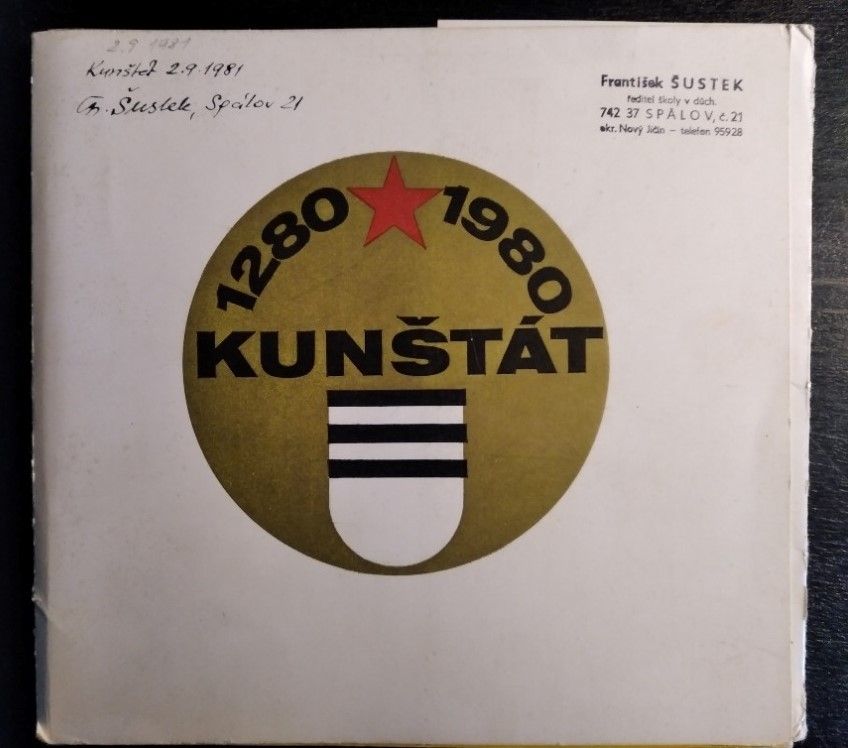 2.9 1981
Kunštát 2.9.1981
Fr. Šustek, Spálov 21
František ŠUSTEK
ředitel školy v důch.
742 37 SPÁLOV, č. 21
okr. Nový Jičín - telefon 95928
1280 1980
KUNŠTÁT